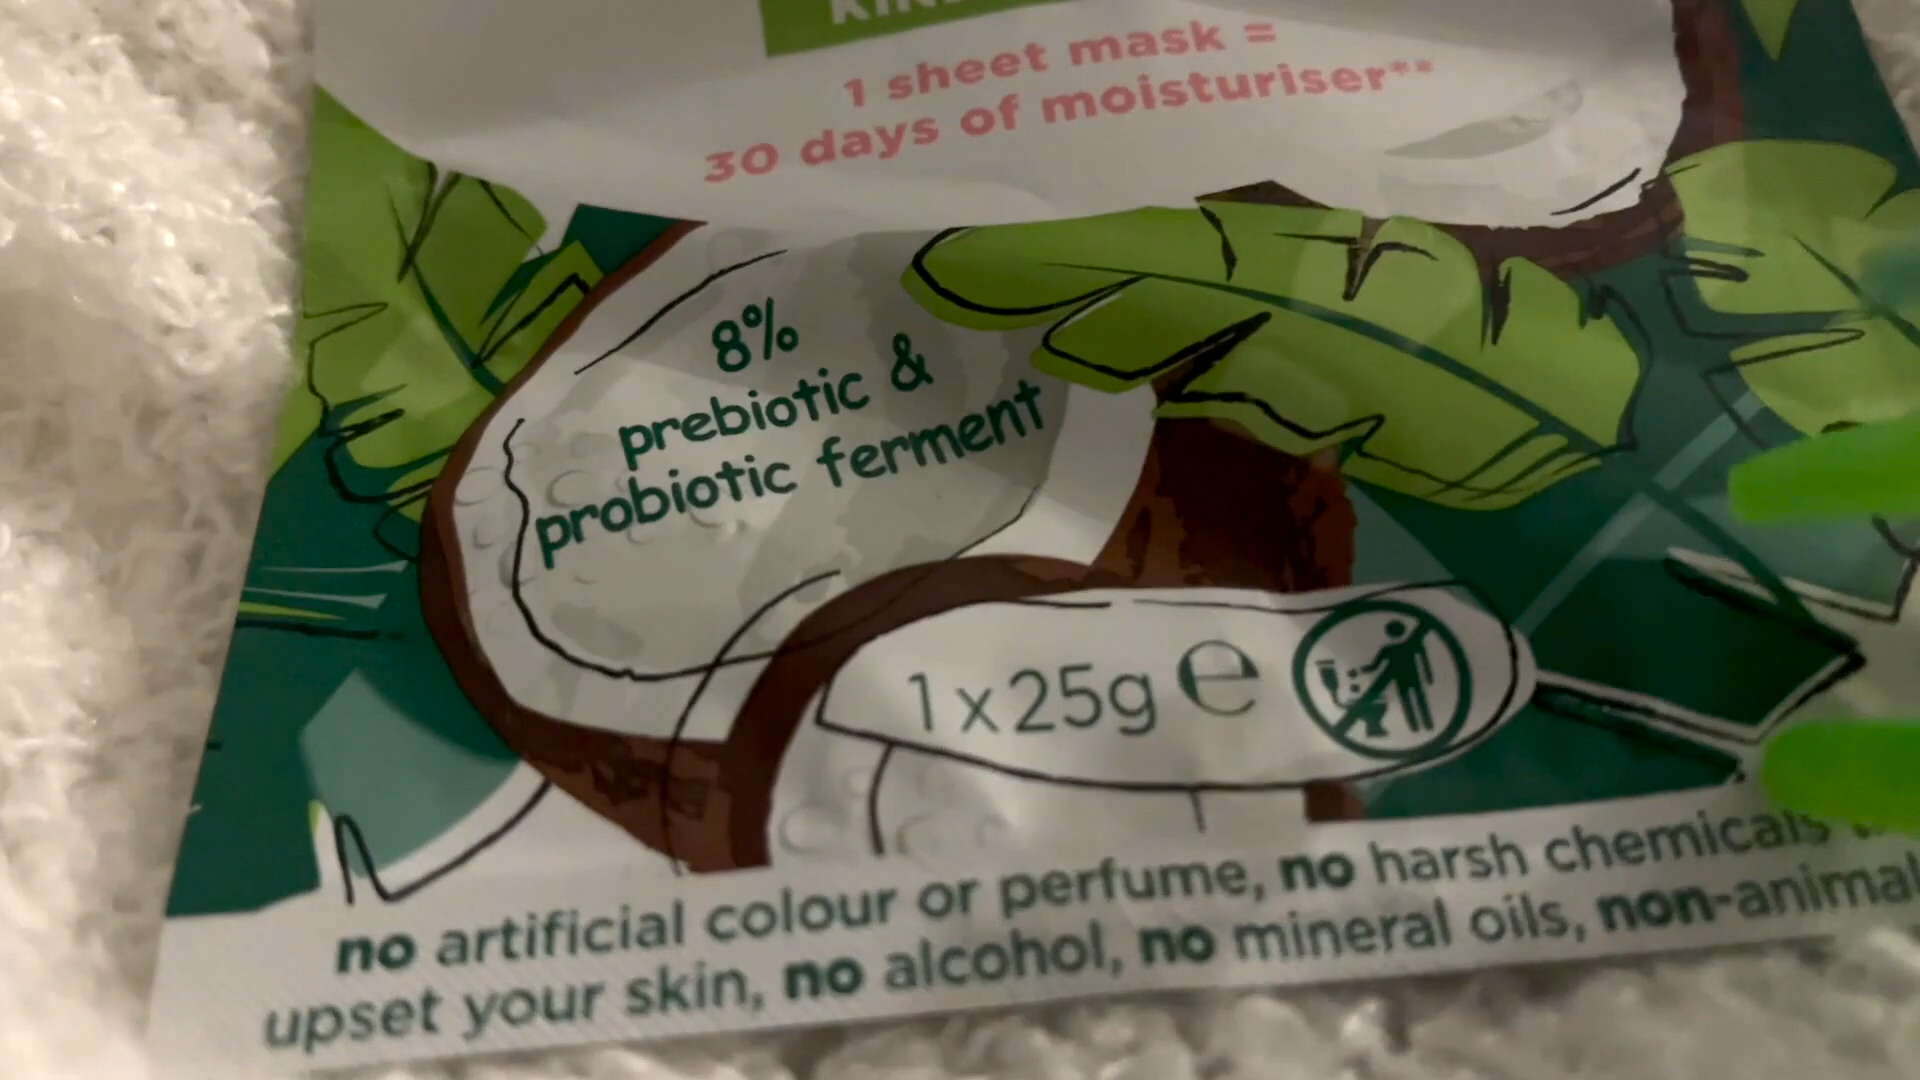 1 sheet mask =
30 days of moisturiser**
8%
prebiotic &
probiotic ferment
1x25g e
no artificial colour or perfume, no harsh chemicals
upset your skin, no alcohol, no mineral oils, non-animal